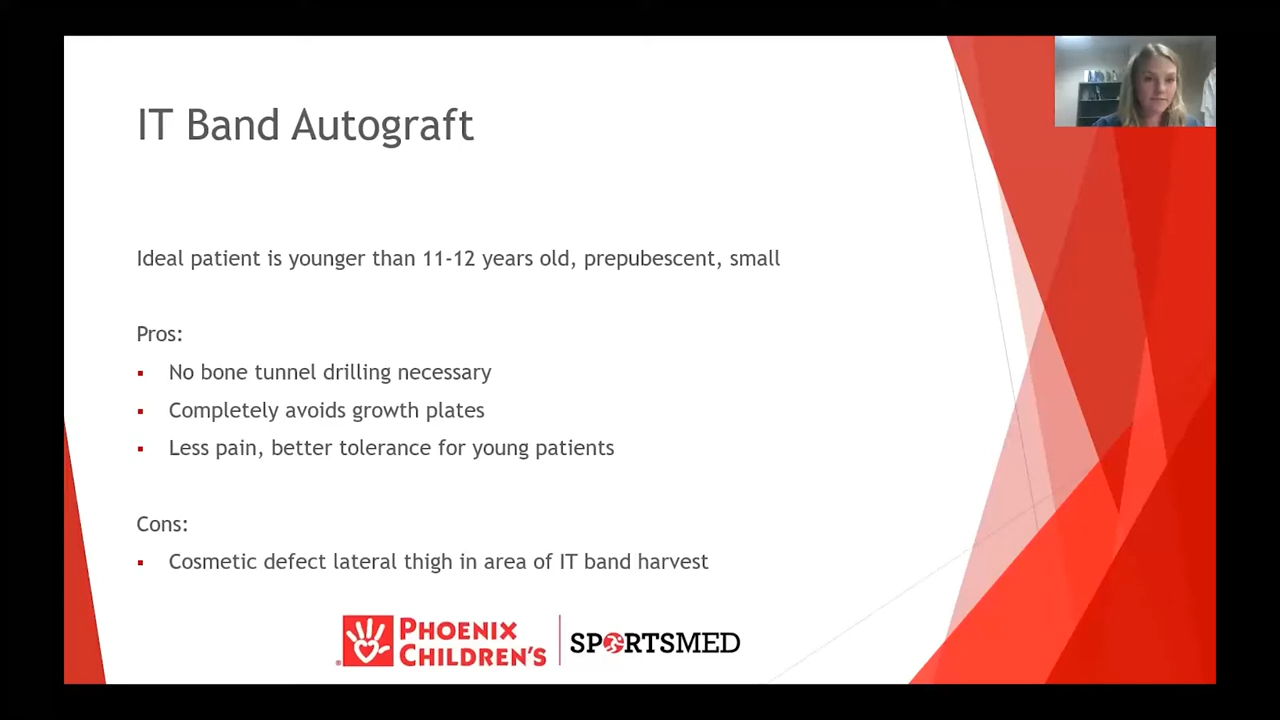 IT Band Autograft
Ideal patient is younger than 11-12 years old, prepubescent, small
Pros:
▪ No bone tunnel drilling necessary
▪ Completely avoids growth plates
▪ Less pain, better tolerance for young patients
Cons:
▪ Cosmetic defect lateral thigh in area of IT band harvest
PHOENIX
CHILDREN'S
SPORTSMED